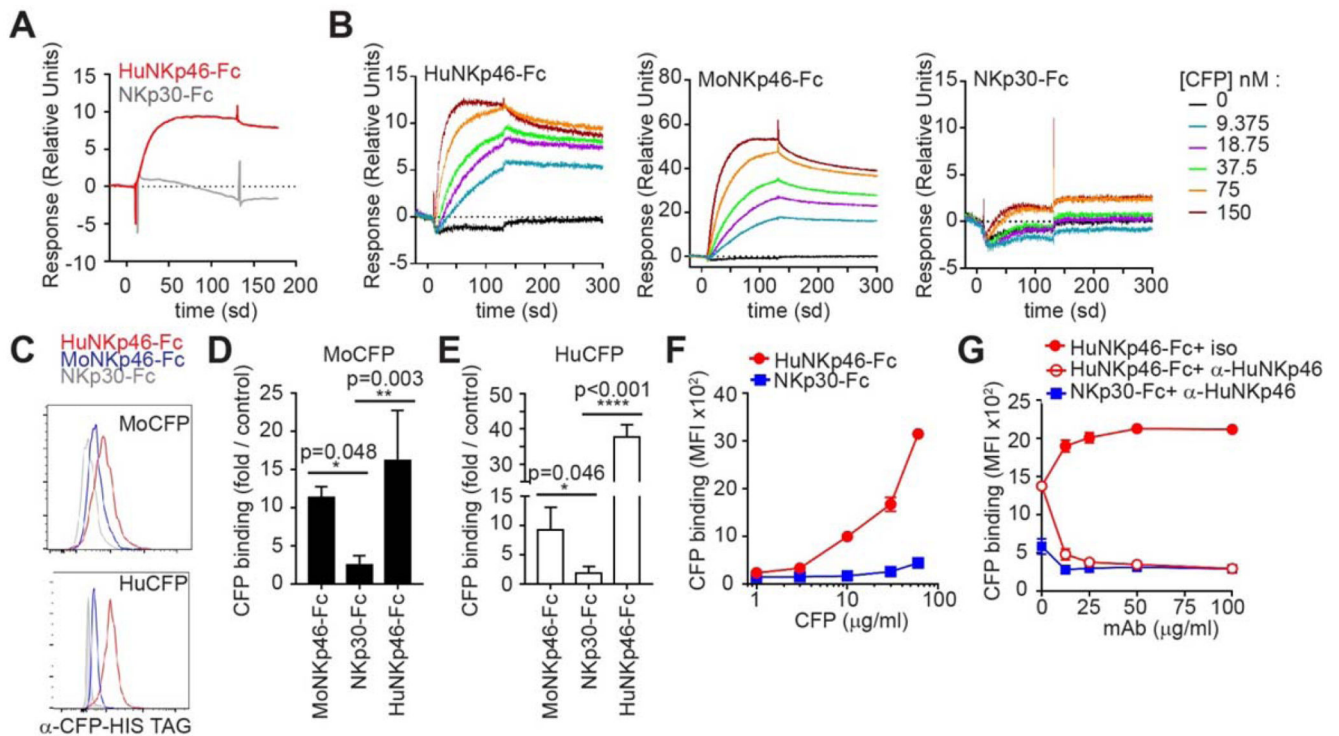 A
Response (Relative Units)
15
10
5
0
-5
-10
HuNKp46-Fc
NKp30-Fc
0 50 100 150 200
time (sd)
B
Response (Relative Units)
15
10
5
0
-5
HuNKp46-Fc
0 100 200 300
time (sd)
Response (Relative Units)
80
60
40
20
0
MoNKp46-Fc
0 100 200 300
time (sd)
Response (Relative Units)
15
10
5
0
-5
NKp30-Fc
0 100 200 300
time (sd)
[CFP] nM :
0
9.375
18.75
37.5
75
150
C
HuNKp46-Fc
MoNKp46-Fc
NKp30-Fc
MoCFP
HuCFP
α-CFP-HIS TAG
D
MoCFP
p=0.003
**
p=0.048
*
CFP binding (fold / control)
25
20
15
10
5
0
MoNKp46-Fc
NKp30-Fc
HuNKp46-Fc
E
HuCFP
p<0.001
****
p=0.046
*
CFP binding (fold / control)
50
40
30
20
15
10
5
0
MoNKp46-Fc
NKp30-Fc
HuNKp46-Fc
F
HuNKp46-Fc
NKp30-Fc
CFP binding (MFI x10²)
40
30
20
10
0
1 10 100
CFP (μg/ml)
G
HuNKp46-Fc+ iso
HuNKp46-Fc+ α-HuNKp46
NKp30-Fc+ α-HuNKp46
CFP binding (MFI x10²)
25
20
15
10
5
0
0 25 50 75 100
mAb (μg/ml)